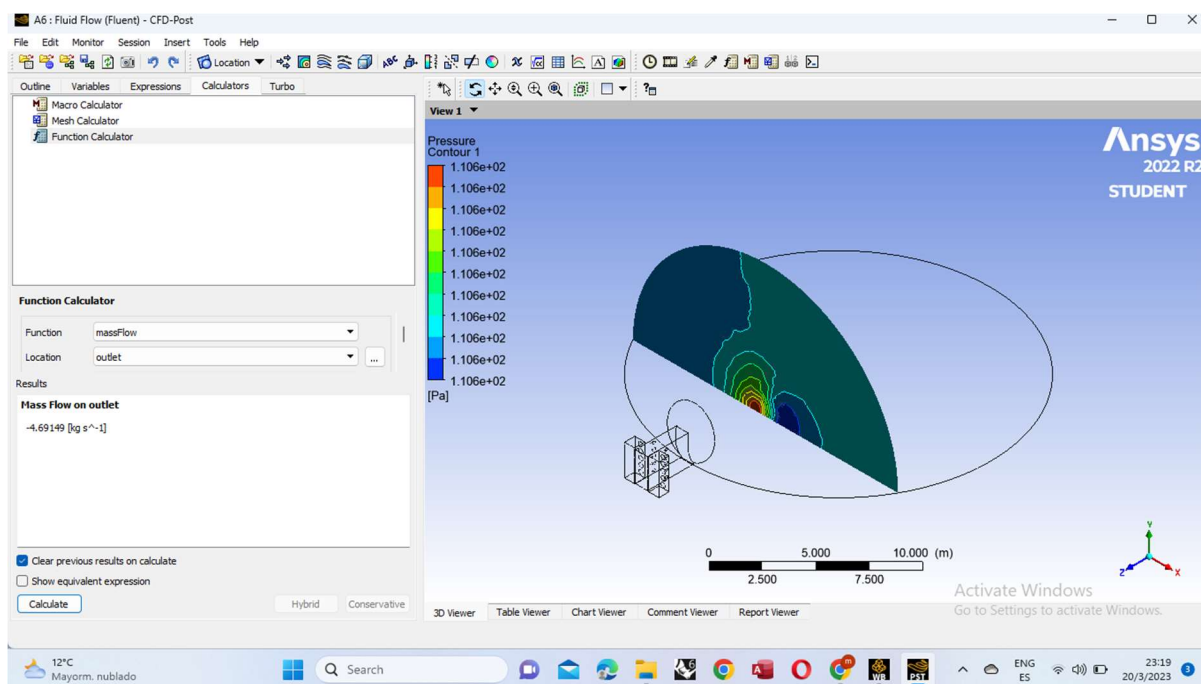 A6 : Fluid Flow (Fluent) - CFD-Post
File Edit Monitor Session Insert Tools Help
Location
Outline Variables Expressions Calculators Turbo
Macro Calculator
Mesh Calculator
Function Calculator
Function Calculator
Function massFlow
Location outlet ...
Results
Mass Flow on outlet
-4.69149 [kg s^-1]
Clear previous results on calculate
Show equivalent expression
Calculate Hybrid Conservative
View 1
Pressure
Contour 1
1.106e+02
1.106e+02
1.106e+02
1.106e+02
1.106e+02
1.106e+02
1.106e+02
1.106e+02
1.106e+02
1.106e+02
1.106e+02
[Pa]
Ansys
2022 R2
STUDENT
0 5.000 10.000 (m)
2.500 7.500
Y
Z X
Activate Windows
Go to Settings to activate Windows.
3D Viewer Table Viewer Chart Viewer Comment Viewer Report Viewer
12°C
Mayorm. nublado
Search
WB
PST
ENG
ES
23:19
20/3/2023
3